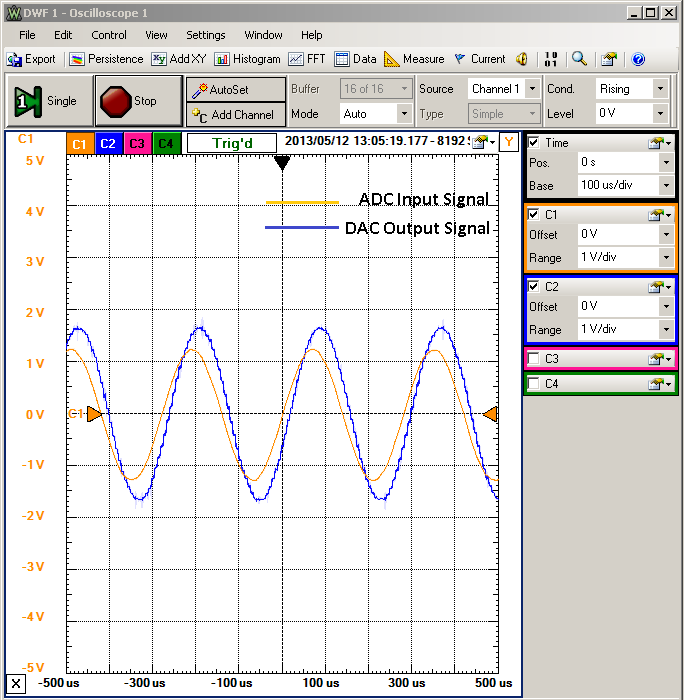 DWF 1 - Oscilloscope 1
File Edit Control View Settings Window Help
Export Persistence Add XY Histogram FFT Data Measure Current
Single Stop AutoSet Add Channel
Buffer 16 of 16 Source Channel 1 Cond. Rising
Mode Auto Type Simple Level 0 V
C1 C1 C2 C3 C4 Trig'd 2013/05/12 13:05:19.177 - 8192 Y
5 V
4 V
3 V
2 V
1 V
0 V
-1 V
-2 V
-3 V
-4 V
-5 V
ADC Input Signal
DAC Output Signal
C1
X -500 us -300 us -100 us 100 us 300 us 500 us
Time
Pos. 0 s
Base 100 us/div
C1
Offset 0 V
Range 1 V/div
C2
Offset 0 V
Range 1 V/div
C3
C4